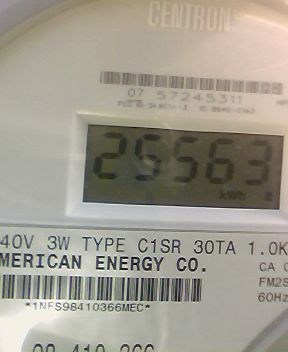 CENTRON
07 57245311
25563
kWh
40V 3W TYPE C1SR 30TA 1.0K
MERICAN ENERGY CO.
CA 0
FM2S
60Hz
*1NFS98410366MEC*